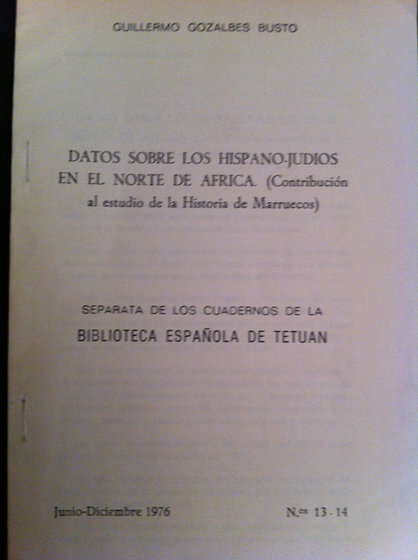 GUILLERMO GOZALBES BUSTO
DATOS SOBRE LOS HISPANO-JUDIOS
EN EL NORTE DE AFRICA. (Contribución
al estudio de la Historia de Marruecos)
SEPARATA DE LOS CUADERNOS DE LA
BIBLIOTECA ESPAÑOLA DE TETUAN
Junio-Diciembre 1976 N.os 13-14